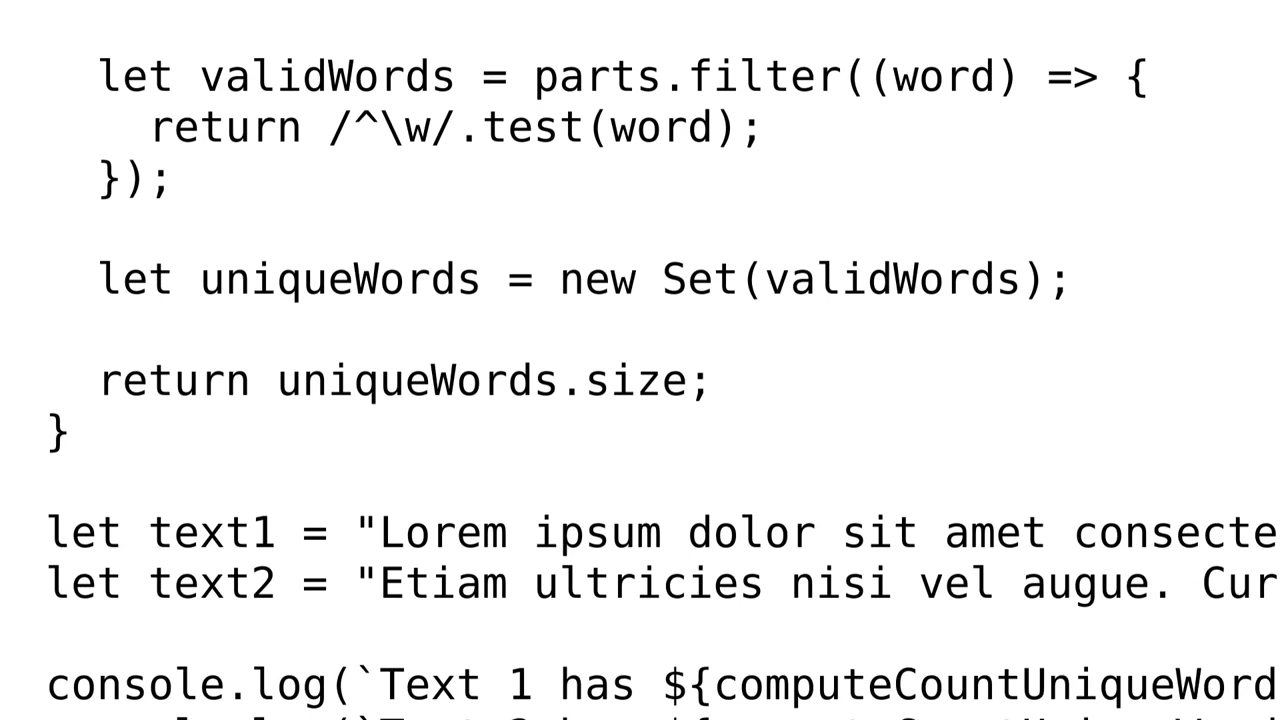 let validWords = parts.filter((word) => {
return /^\w/.test(word);
});
let uniqueWords = new Set(validWords);
return uniqueWords.size;
}
let text1 = "Lorem ipsum dolor sit amet consecte
let text2 = "Etiam ultricies nisi vel augue. Cur
console.log(`Text 1 has ${computeCountUniqueWord